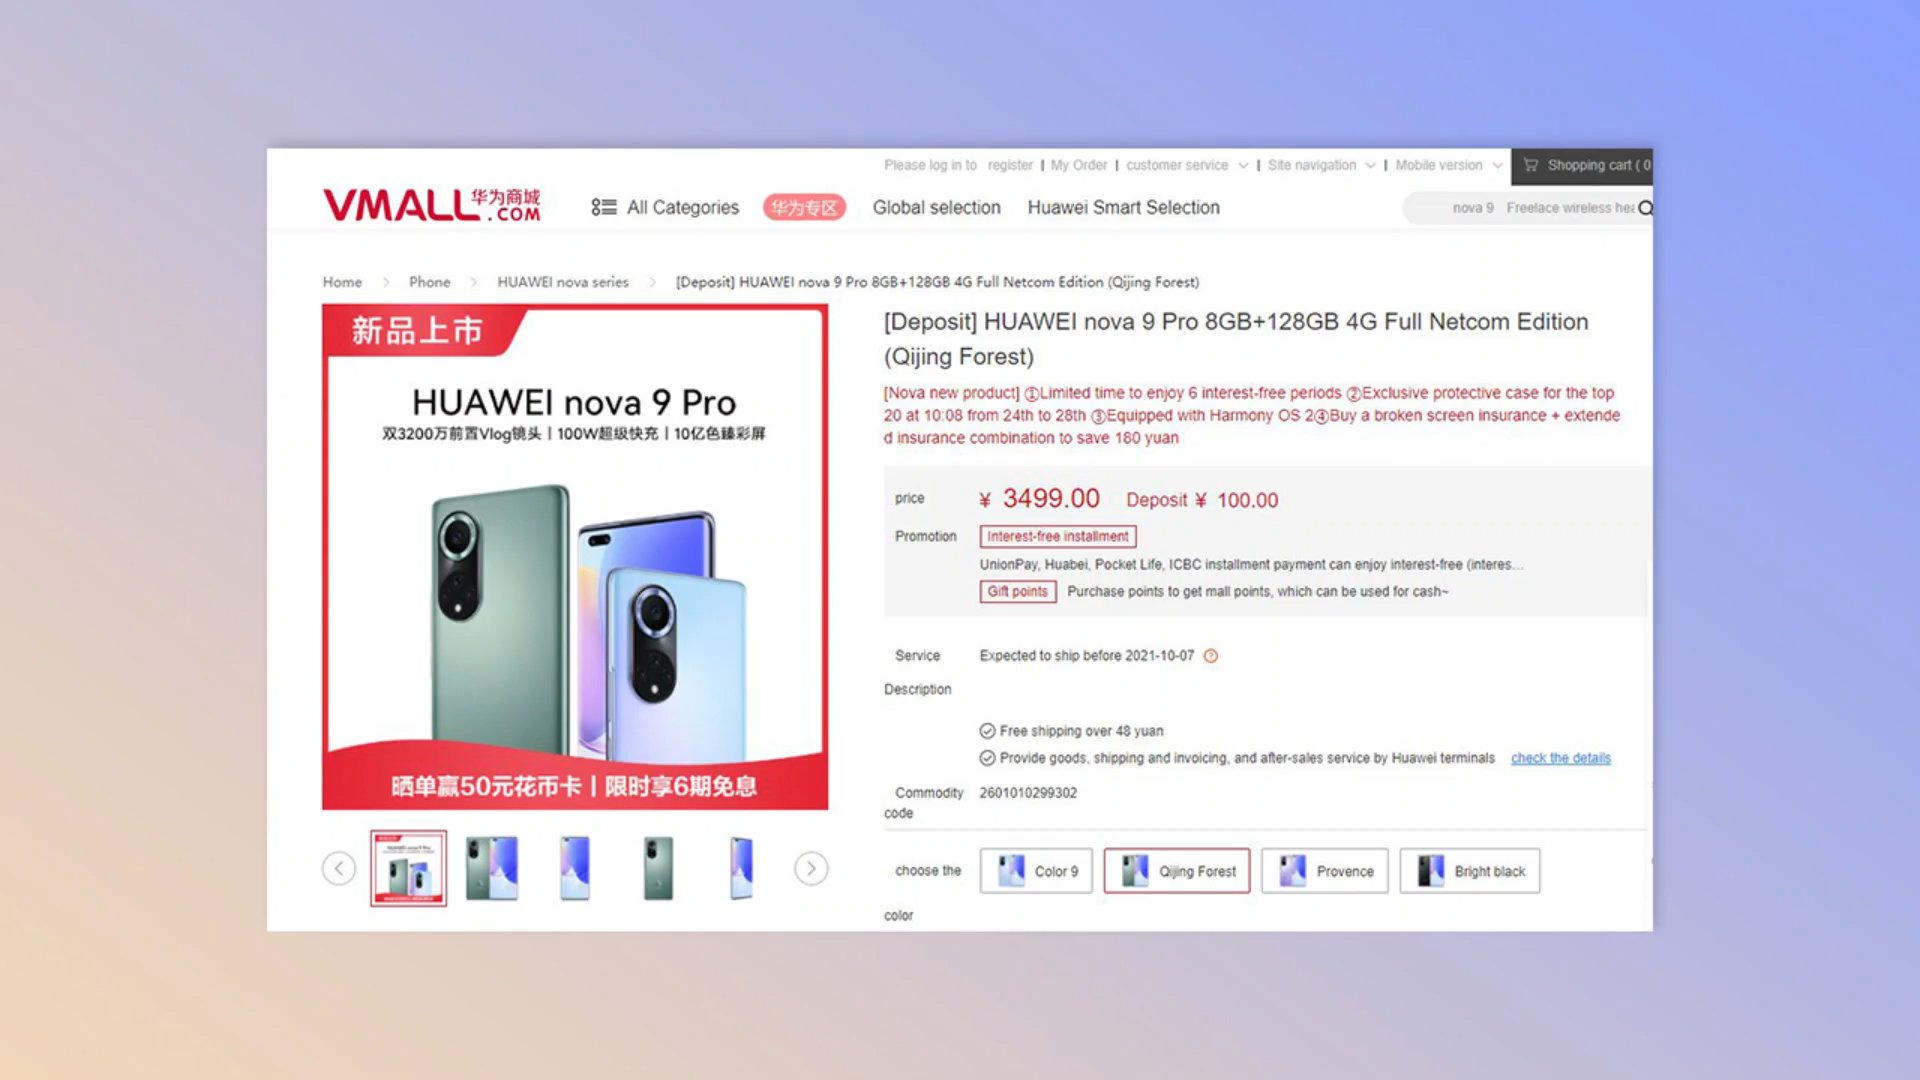 Please log in to register | My Order | customer service | Site navigation | Mobile version
Shopping cart ( 0
VMALL 华为商城
.COM
All Categories
华为专区
Global selection
Huawei Smart Selection
nova 9 Freelace wireless hea
Home > Phone > HUAWEI nova series > [Deposit] HUAWEI nova 9 Pro 8GB+128GB 4G Full Netcom Edition (Qijing Forest)
新品上市
HUAWEI nova 9 Pro
双3200万前置Vlog镜头 | 100W超级快充 | 10亿色臻彩屏
晒单赢50元花币卡 | 限时享6期免息
[Deposit] HUAWEI nova 9 Pro 8GB+128GB 4G Full Netcom Edition
(Qijing Forest)
[Nova new product] ①Limited time to enjoy 6 interest-free periods ②Exclusive protective case for the top
20 at 10:08 from 24th to 28th ③Equipped with Harmony OS 2④Buy a broken screen insurance + extende
d insurance combination to save 180 yuan
price ¥ 3499.00 Deposit ¥ 100.00
Promotion Interest-free installment
UnionPay, Huabei, Pocket Life, ICBC installment payment can enjoy interest-free (interes...
Gift points Purchase points to get mall points, which can be used for cash~
Service Expected to ship before 2021-10-07
Description
Free shipping over 48 yuan
Provide goods, shipping and invoicing, and after-sales service by Huawei terminals check the details
Commodity 2601010299302
code
choose the Color 9 Qijing Forest Provence Bright black
color